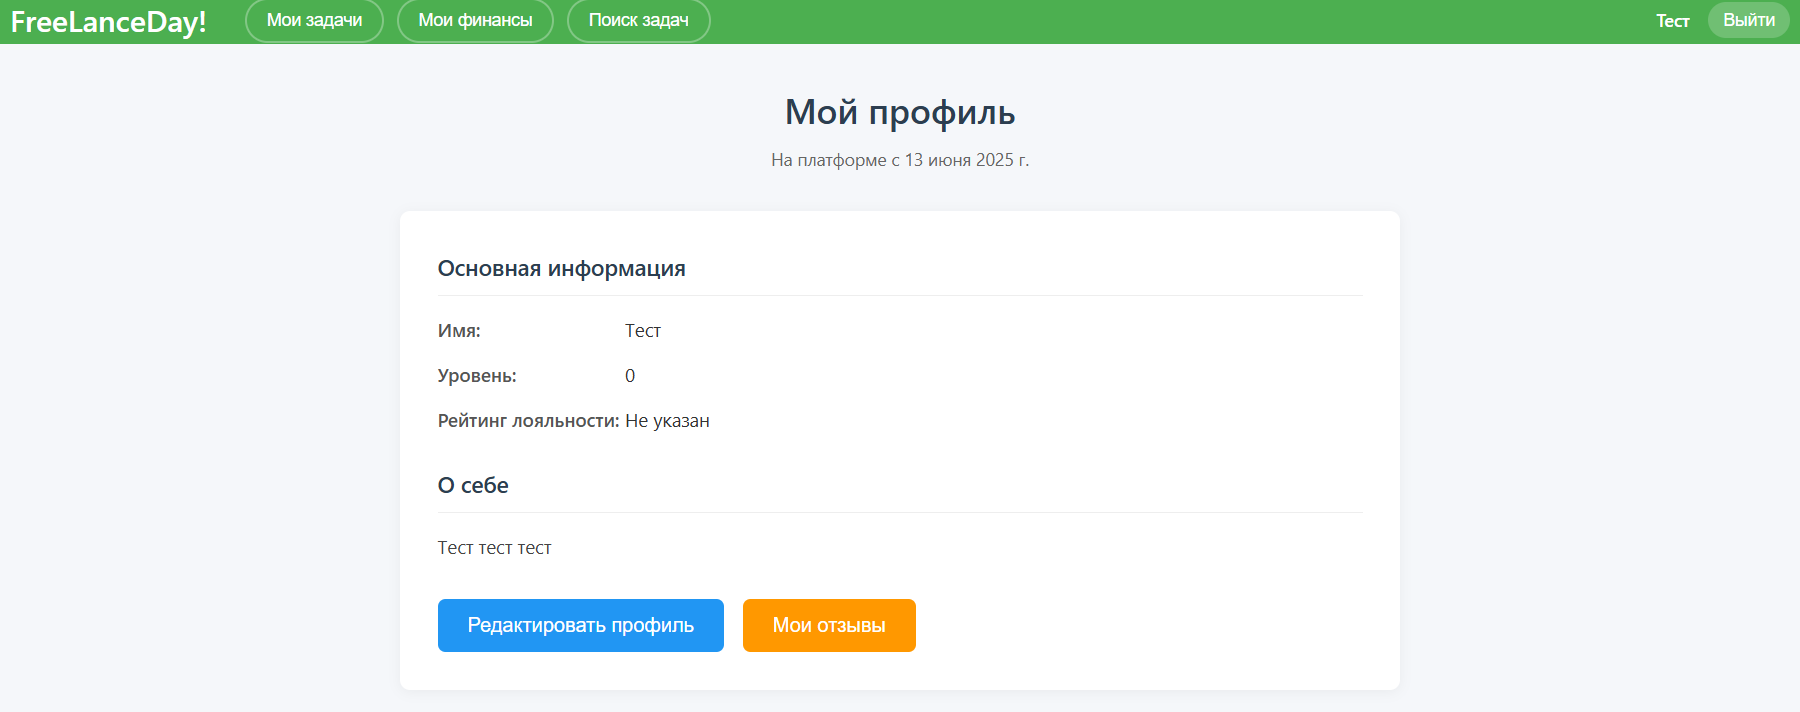 FreeLanceDay! Мои задачи Мои финансы Поиск задач Тест Выйти
Мой профиль
На платформе с 13 июня 2025 г.
Основная информация
Имя: Тест
Уровень: 0
Рейтинг лояльности: Не указан
О себе
Тест тест тест
Редактировать профиль Мои отзывы